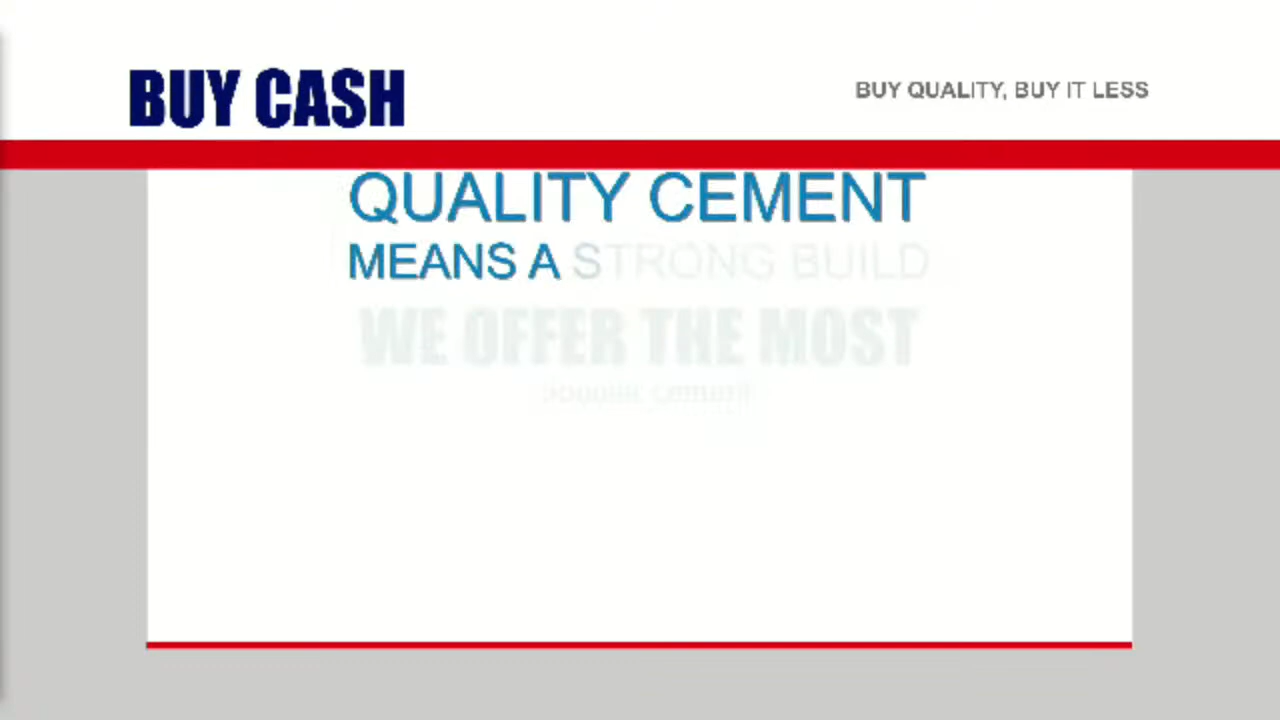 BUY CASH
BUY QUALITY, BUY IT LESS
QUALITY CEMENT
MEANS A STRONG BUILD
WE OFFER THE MOST